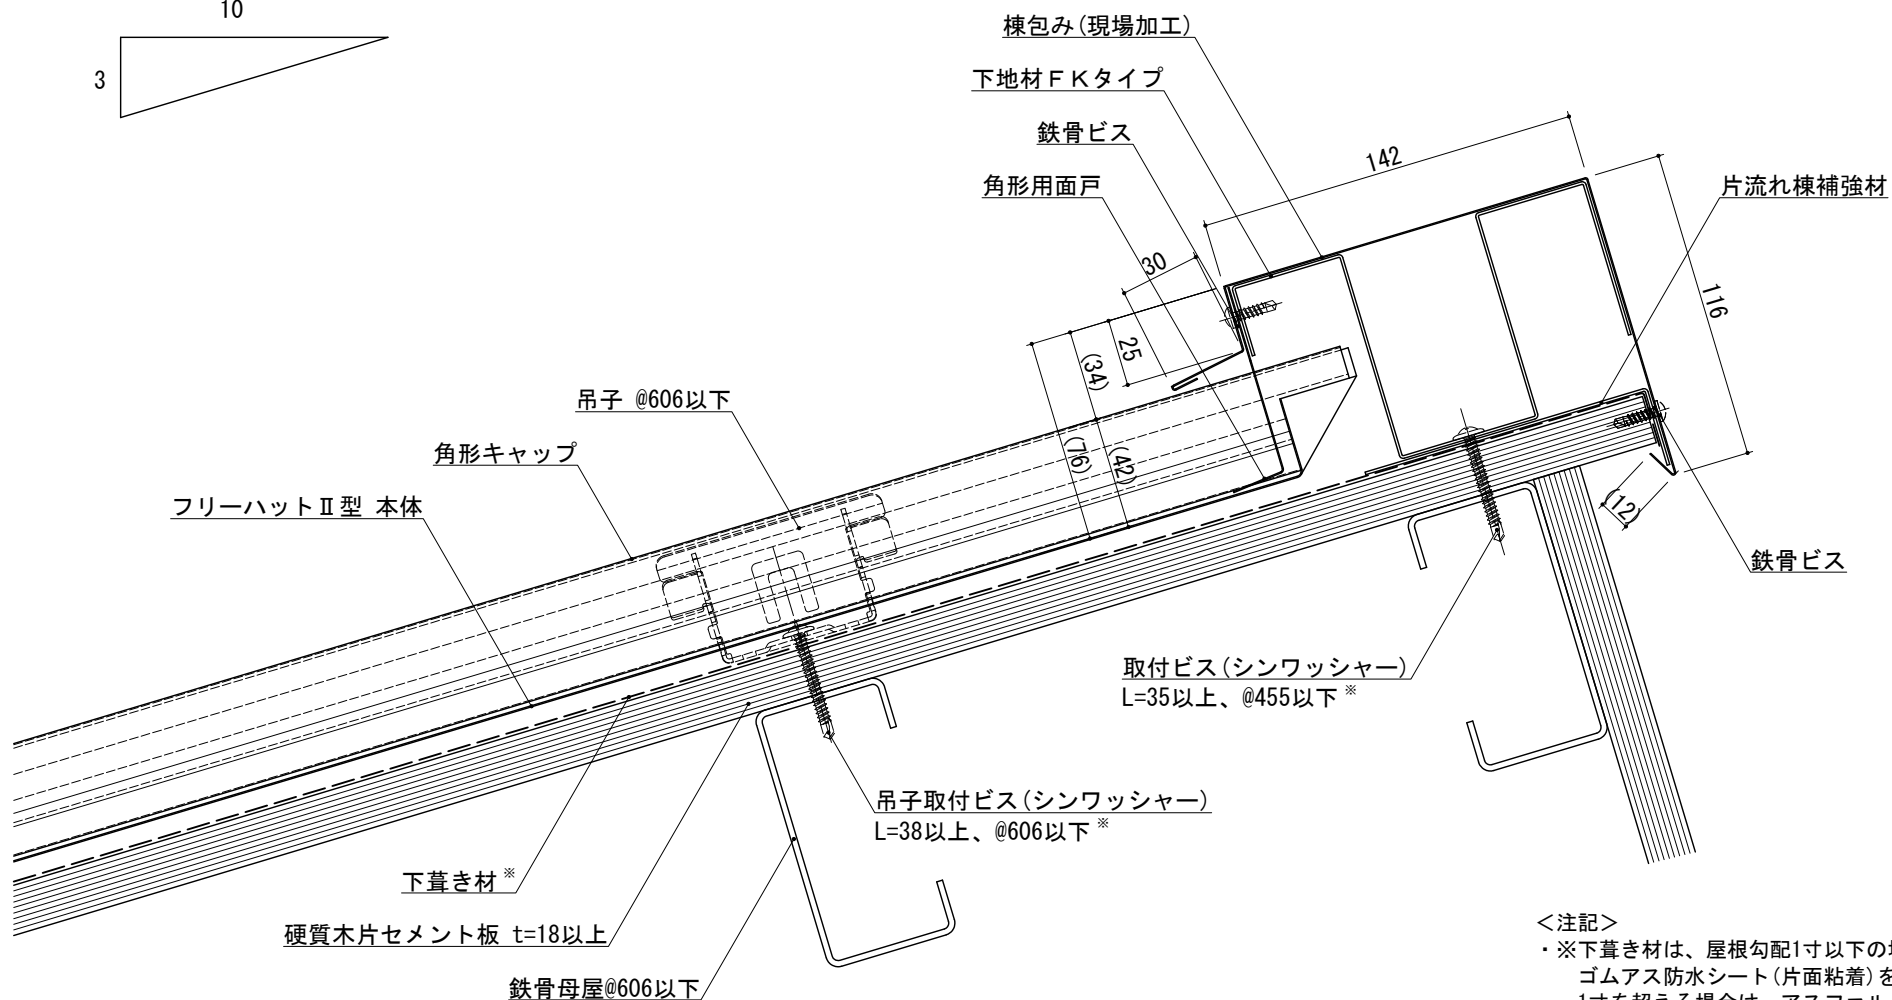 10
3
棟包み(現場加工)
下地材FKタイプ
鉄骨ビス
角形用面戸
142
片流れ棟補強材
30
116
25
(34)
(76)
(42)
吊子 @606以下
角形キャップ
フリーハットⅡ型 本体
(12)
鉄骨ビス
取付ビス(シンワッシャー)
L=35以上、@455以下※
吊子取付ビス(シンワッシャー)
L=38以上、@606以下※
下葺き材※
硬質木片セメント板 t=18以上
鉄骨母屋@606以下
<注記>
・※下葺き材は、屋根勾配1寸以下の
ゴムアス防水シート(片面粘着)を